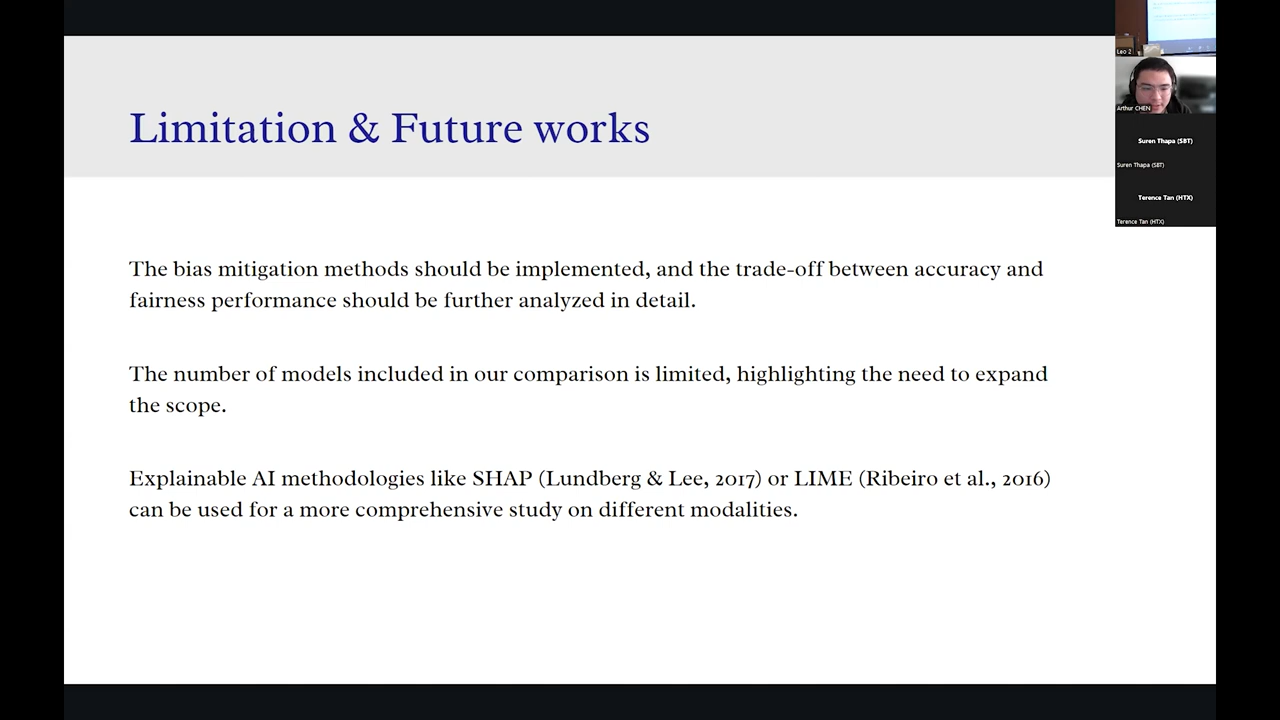 Limitation & Future works
The bias mitigation methods should be implemented, and the trade-off between accuracy and
fairness performance should be further analyzed in detail.
The number of models included in our comparison is limited, highlighting the need to expand
the scope.
Explainable AI methodologies like SHAP (Lundberg & Lee, 2017) or LIME (Ribeiro et al., 2016)
can be used for a more comprehensive study on different modalities.
Leo 2
Arthur CHEN
Suren Thapa (SBT)
Suren Thapa (SBT)
Terence Tan (HTX)
Terence Tan (HTX)